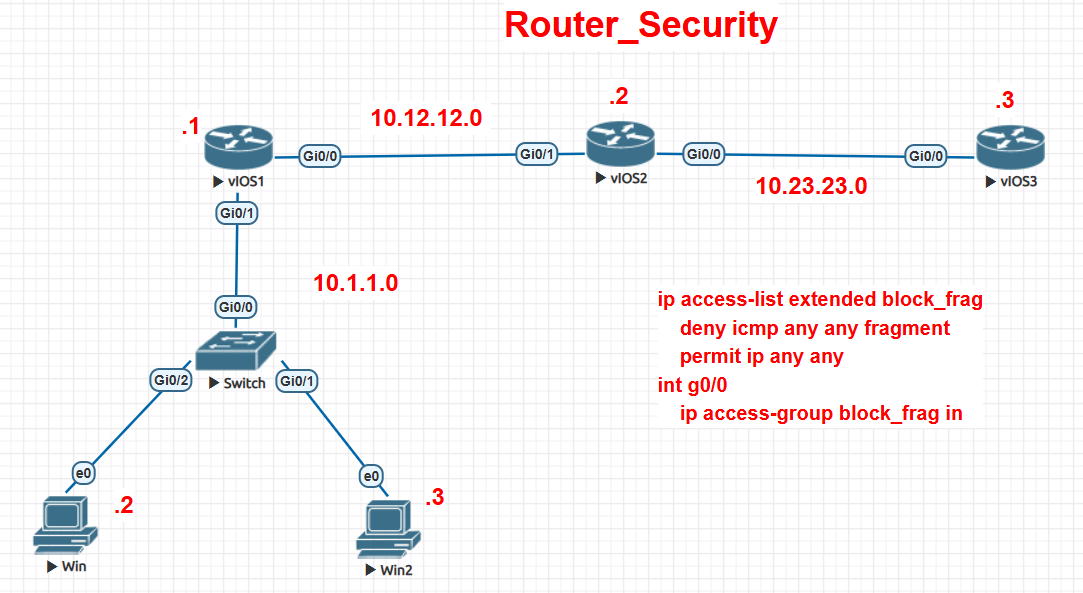 Router_Security
.2
.3
10.12.12.0
.1
Gi0/0
Gi0/1
Gi0/0
Gi0/0
vIOS1
vIOS2
vIOS3
10.23.23.0
Gi0/1
10.1.1.0
Gi0/0
ip access-list extended block_frag
deny icmp any any fragment
permit ip any any
int g0/0
ip access-group block_frag in
Gi0/2
Switch
Gi0/1
e0
e0
.2
.3
Win
Win2